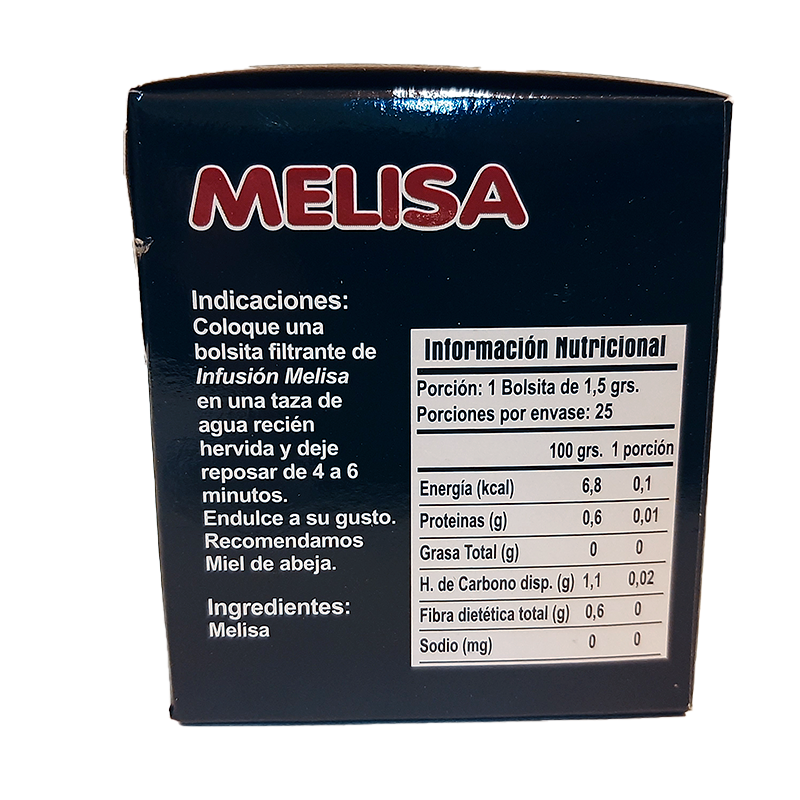 MELISA
Indicaciones:
Coloque una
bolsita filtrante de
Infusión Melisa
en una taza de
agua recién
hervida y deje
reposar de 4 a 6
minutos.
Endulce a su gusto.
Recomendamos
Miel de abeja.
Ingredientes:
Melisa
Información Nutricional
Porción: 1 Bolsita de 1,5 grs.
Porciones por envase: 25
100 grs. 1 porción
Energía (kcal) 6,8 0,1
Proteinas (g) 0,6 0,01
Grasa Total (g) 0 0
H. de Carbono disp. (g) 1,1 0,02
Fibra dietética total (g) 0,6 0
Sodio (mg) 0 0